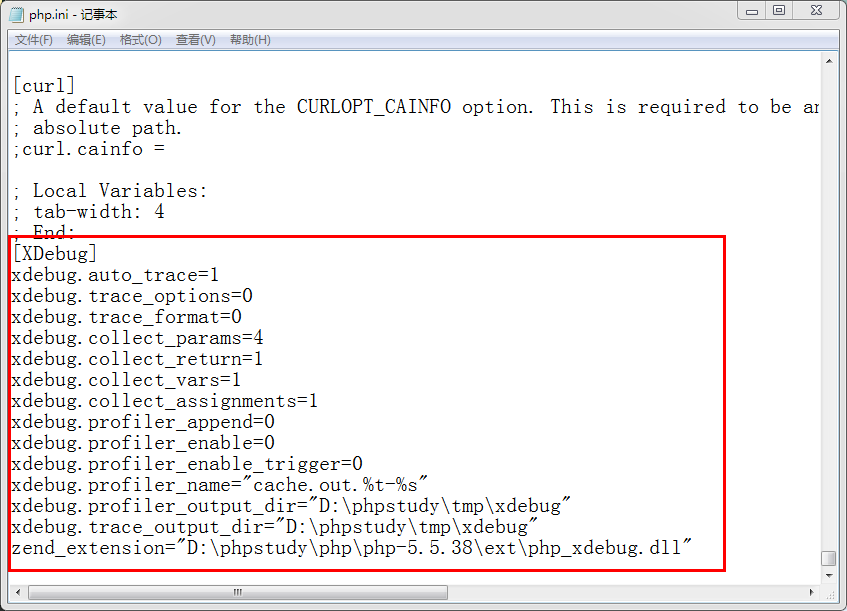 php.ini - 记事本
文件(F) 编辑(E) 格式(O) 查看(V) 帮助(H)
[curl]
; A default value for the CURLOPT_CAINFO option. This is required to be an
; absolute path.
;curl.cainfo =
; Local Variables:
; tab-width: 4
; End:
[XDebug]
xdebug.auto_trace=1
xdebug.trace_options=0
xdebug.trace_format=0
xdebug.collect_params=4
xdebug.collect_return=1
xdebug.collect_vars=1
xdebug.collect_assignments=1
xdebug.profiler_append=0
xdebug.profiler_enable=0
xdebug.profiler_enable_trigger=0
xdebug.profiler_name="cache.out.%t-%s"
xdebug.profiler_output_dir="D:\phpstudy\tmp\xdebug"
xdebug.trace_output_dir="D:\phpstudy\tmp\xdebug"
zend_extension="D:\phpstudy\php\php-5.5.38\ext\php_xdebug.dll"